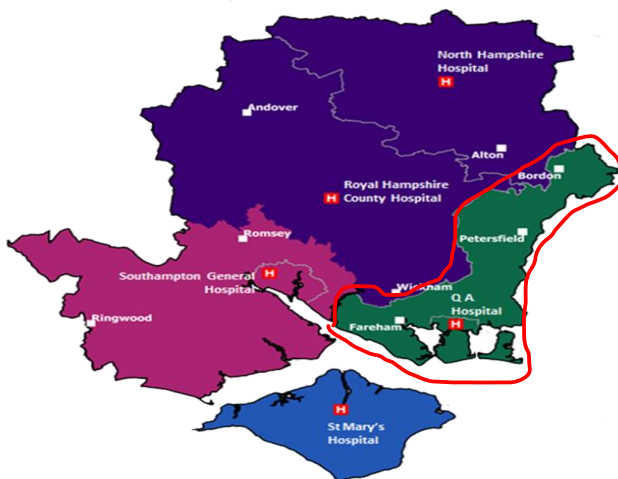 North Hampshire
Hospital
H
Andover
Alton
Bordon
Royal Hampshire
County Hospital
H
Romsey
Petersfield
Southampton General
Hospital
H
Wickham
Q A
Hospital
H
Ringwood
Fareham
H
St Mary's
Hospital